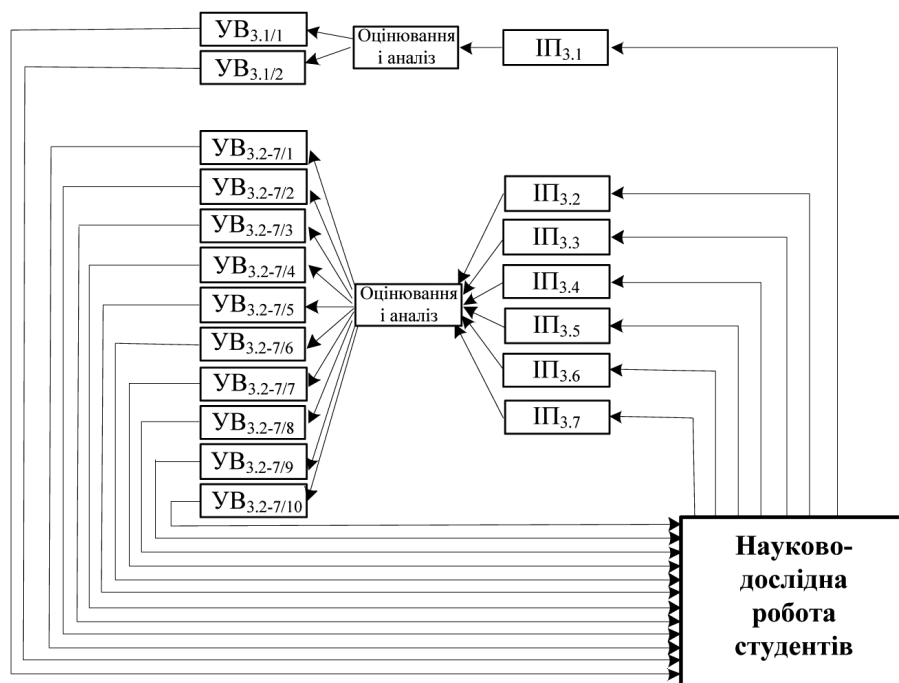 УВ3.1/1
Оцінювання
і аналіз
ІП3.1
УВ3.1/2
УВ3.2-7/1
УВ3.2-7/2
УВ3.2-7/3
УВ3.2-7/4
УВ3.2-7/5
УВ3.2-7/6
УВ3.2-7/7
УВ3.2-7/8
УВ3.2-7/9
УВ3.2-7/10
Оцінювання
і аналіз
ІП3.2
ІП3.3
ІП3.4
ІП3.5
ІП3.6
ІП3.7
Науково-
дослідна
робота
студентів